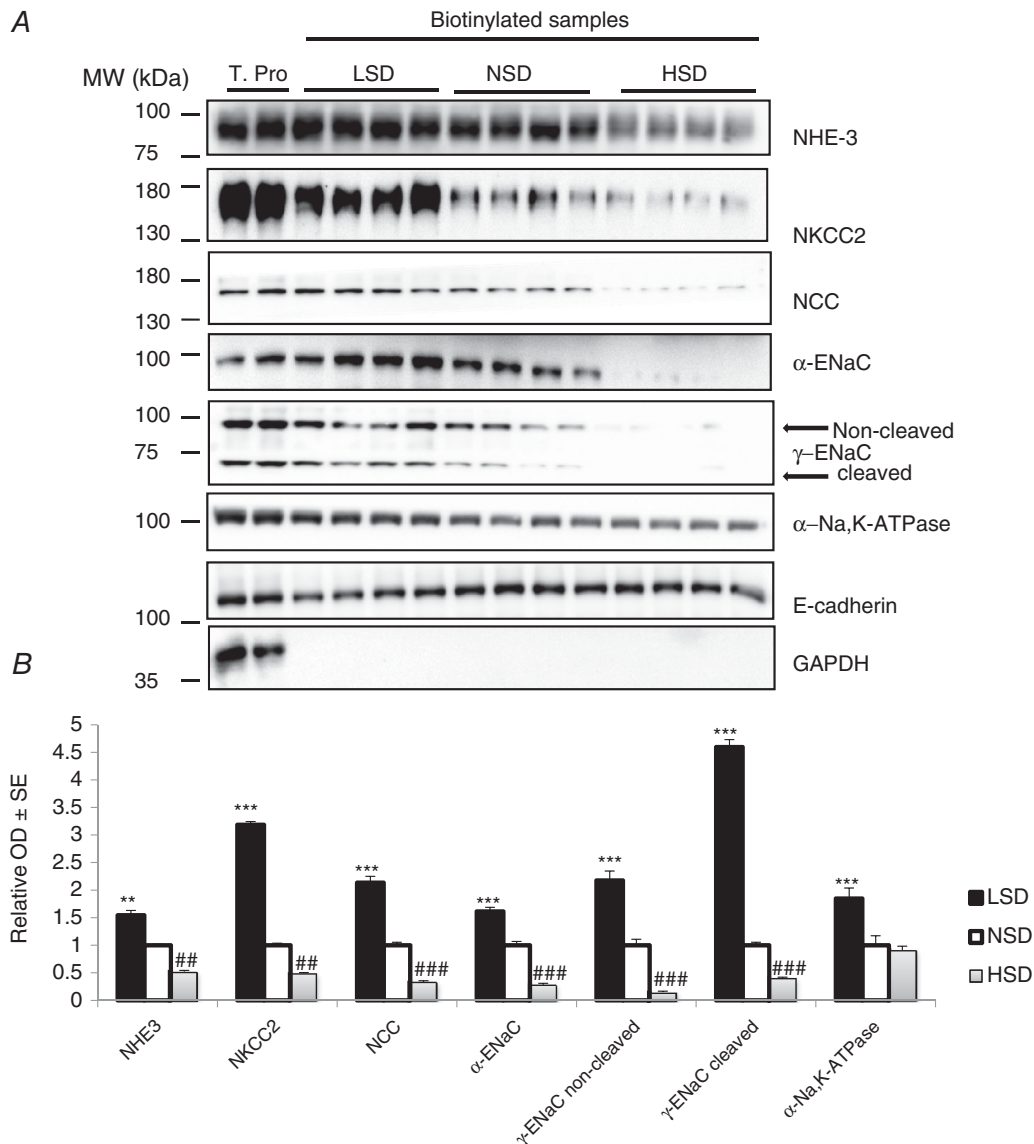 A
Biotinylated samples
MW (kDa)
T. Pro
LSD
NSD
HSD
100
75
NHE-3
180
130
NKCC2
180
130
NCC
100
α-ENaC
100
75
Non-cleaved
γ–ENaC
cleaved
100
α–Na,K-ATPase
100
E-cadherin
35
GAPDH
B
Relative OD ± SE
5
4.5
4
3.5
3
2.5
2
1.5
1
0.5
0
**
##
***
##
***
###
***
###
***
###
***
###
***
LSD
NSD
HSD
NHE3
NKCC2
NCC
α-ENaC
γ-ENaC non-cleaved
γ-ENaC cleaved
α-Na,K-ATPase